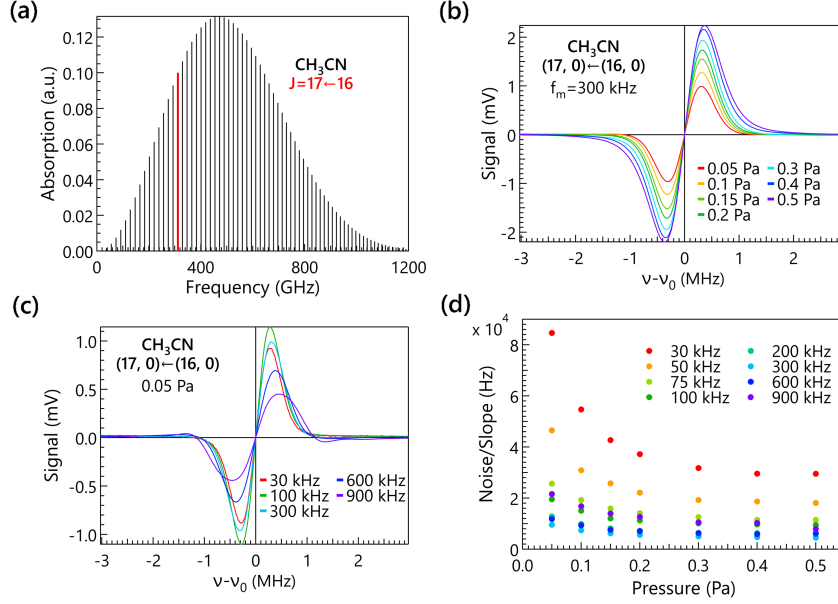 (a)
Absorption (a.u.)
0.12
0.10
0.08
0.06
0.04
0.02
0.00
CH₃CN
J=17←16
0 400 800 1200
Frequency (GHz)
(b)
Signal (mV)
2
1
0
-1
-2
CH₃CN
(17, 0)←(16, 0)
fₘ=300 kHz
0.05 Pa 0.3 Pa
0.1 Pa 0.4 Pa
0.15 Pa 0.5 Pa
0.2 Pa
-3 -2 -1 0 1 2 3
ν-ν₀ (MHz)
(c)
Signal (mV)
1.0
0.5
0.0
-0.5
-1.0
CH₃CN
(17, 0)←(16, 0)
0.05 Pa
30 kHz 600 kHz
100 kHz 900 kHz
300 kHz
-3 -2 -1 0 1 2 3
ν-ν₀ (MHz)
(d)
x 10⁴
Noise/Slope (Hz)
8
6
4
2
0
30 kHz 200 kHz
50 kHz 300 kHz
75 kHz 600 kHz
100 kHz 900 kHz
0.0 0.1 0.2 0.3 0.4 0.5
Pressure (Pa)